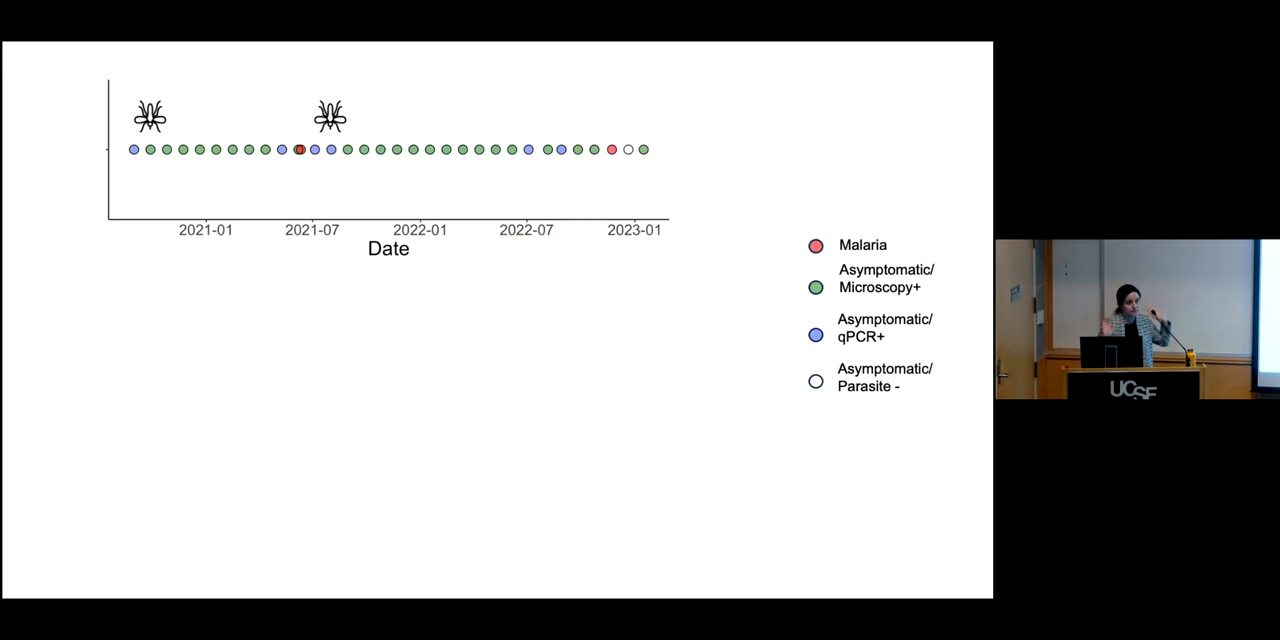 2021-01 2021-07 2022-01 2022-07 2023-01
Date
Malaria
Asymptomatic/
Microscopy+
Asymptomatic/
qPCR+
Asymptomatic/
Parasite -
UCSF